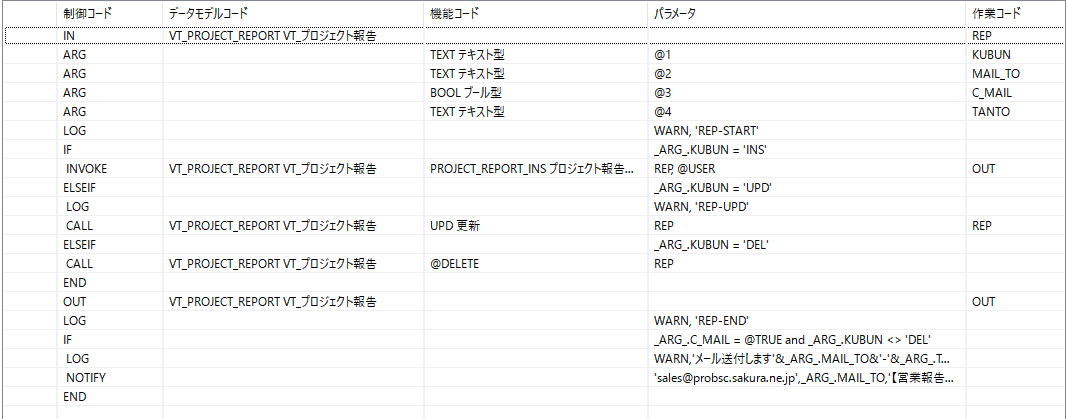 制御コード データモデルコード 機能コード パラメータ 作業コード
IN VT_PROJECT_REPORT VT_プロジェクト報告 REP
ARG TEXT テキスト型 @1 KUBUN
ARG TEXT テキスト型 @2 MAIL_TO
ARG BOOL ブール型 @3 C_MAIL
ARG TEXT テキスト型 @4 TANTO
LOG WARN, 'REP-START'
IF _ARG_.KUBUN = 'INS'
INVOKE VT_PROJECT_REPORT VT_プロジェクト報告 PROJECT_REPORT_INS プロジェクト報告... REP, @USER OUT
ELSEIF _ARG_.KUBUN = 'UPD'
LOG WARN, 'REP-UPD'
CALL VT_PROJECT_REPORT VT_プロジェクト報告 UPD 更新 REP REP
ELSEIF _ARG_.KUBUN = 'DEL'
CALL VT_PROJECT_REPORT VT_プロジェクト報告 @DELETE REP
END
OUT VT_PROJECT_REPORT VT_プロジェクト報告 OUT
LOG WARN, 'REP-END'
IF _ARG_.C_MAIL = @TRUE and _ARG_.KUBUN <> 'DEL'
LOG WARN,'メール送付します'&_ARG_.MAIL_TO&'-'&_ARG_.T...
NOTIFY 'sales@probsc.sakura.ne.jp',_ARG_.MAIL_TO,'【営業報告...
END